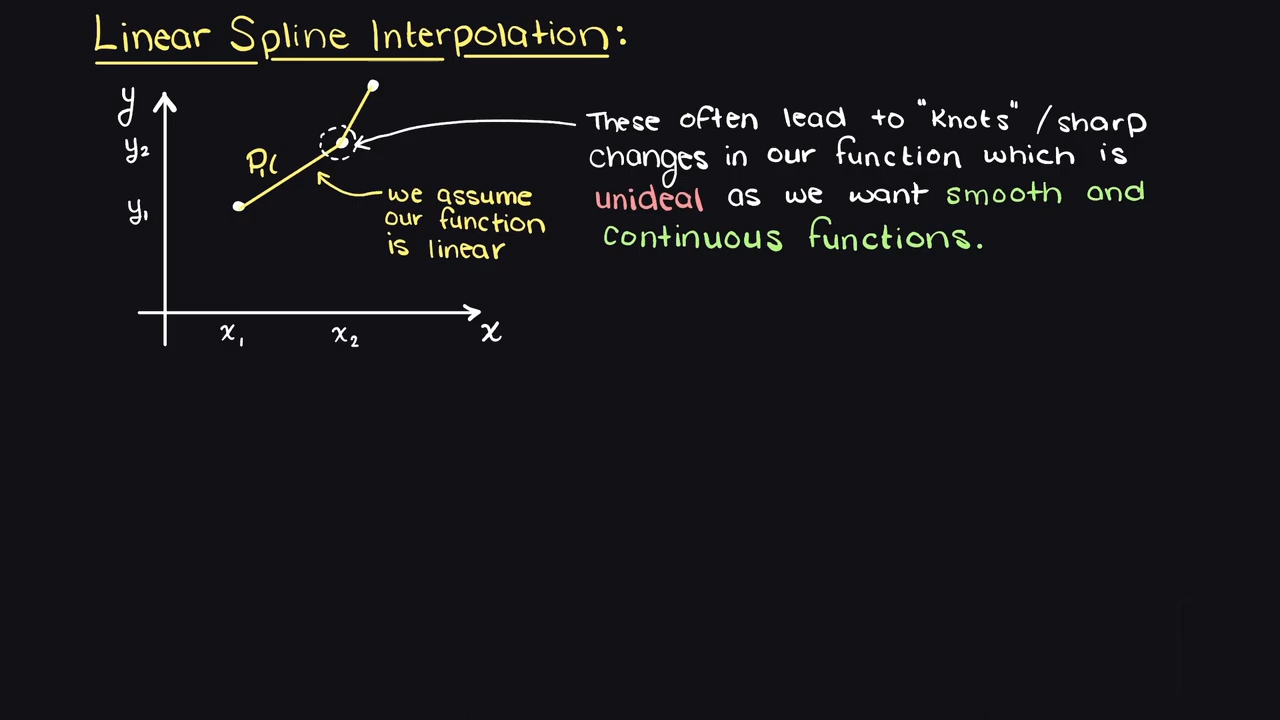 Linear Spline Interpolation:
y
y₂
y₁
we assume
our function
is linear
x₁
x₂
x
These often lead to "Knots" / sharp
changes in our function which is
unideal as we want smooth and
continuous functions.